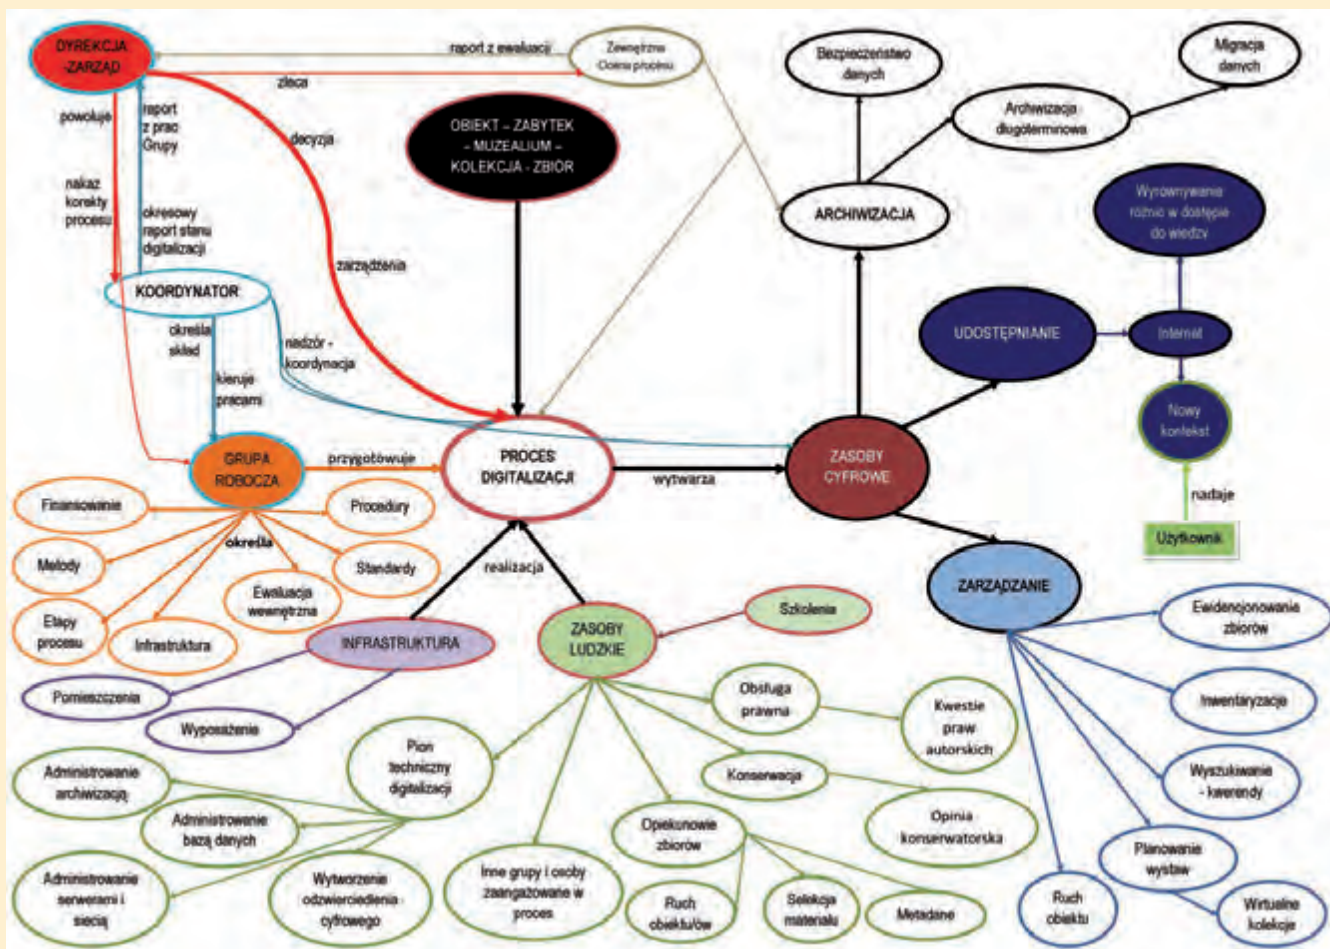 DYREKCJA
-ZARZĄD
raport z ewaluacji
Zewnętrzna
Ocena procesu
Bezpieczeństwo
danych
Migracja
danych
zleca
powołuje
raport
z prac
Grupy
decyzja
OBIEKT – ZABYTEK
– MUZEALIUM –
KOLEKCJA - ZBIÓR
Archiwizacja
długoterminowa
nakaz
korekty
procesu
okresowy
raport stanu
digitalizacji
ARCHIWIZACJA
Wyrównywanie
różnic w dostępie
do wiedzy
zarządzenia
KOORDYNATOR
określa
skład
nadzór -
koordynacja
UDOSTĘPNIANIE
Internet
kieruje
pracami
Nowy
kontekst
GRUPA
ROBOCZA
przygotowuje
PROCES
DIGITALIZACJI
wytwarza
ZASOBY
CYFROWE
nadaje
Użytkownik
Finansowanie
Procedury
określa
Metody
Standardy
realizacja
Ewaluacja
wewnętrzna
Etapy
procesu
Infrastruktura
INFRASTRUKTURA
ZASOBY
LUDZKIE
Szkolenia
ZARZĄDZANIE
Ewidencjonowanie
zbiorów
Pomieszczenia
Wyposażenie
Obsługa
prawna
Kwestie
praw
autorskich
Inwentaryzacje
Pion
techniczny
digitalizacji
Konserwacja
Wyszukiwanie
- kwerendy
Administrowanie
archiwizacją
Administrowanie
bazą danych
Opiekunowie
zbiorów
Opinia
konserwatorska
Planowanie
wystaw
Administrowanie
serwerami i
siecią
Wytworzenie
odzwierciedlenia
cyfrowego
Inne grupy i osoby
zaangażowane w
proces
Ruch
obiektu/ów
Selekcja
materiału
Metadane
Ruch
obiektu
Wirtualne
kolekcje